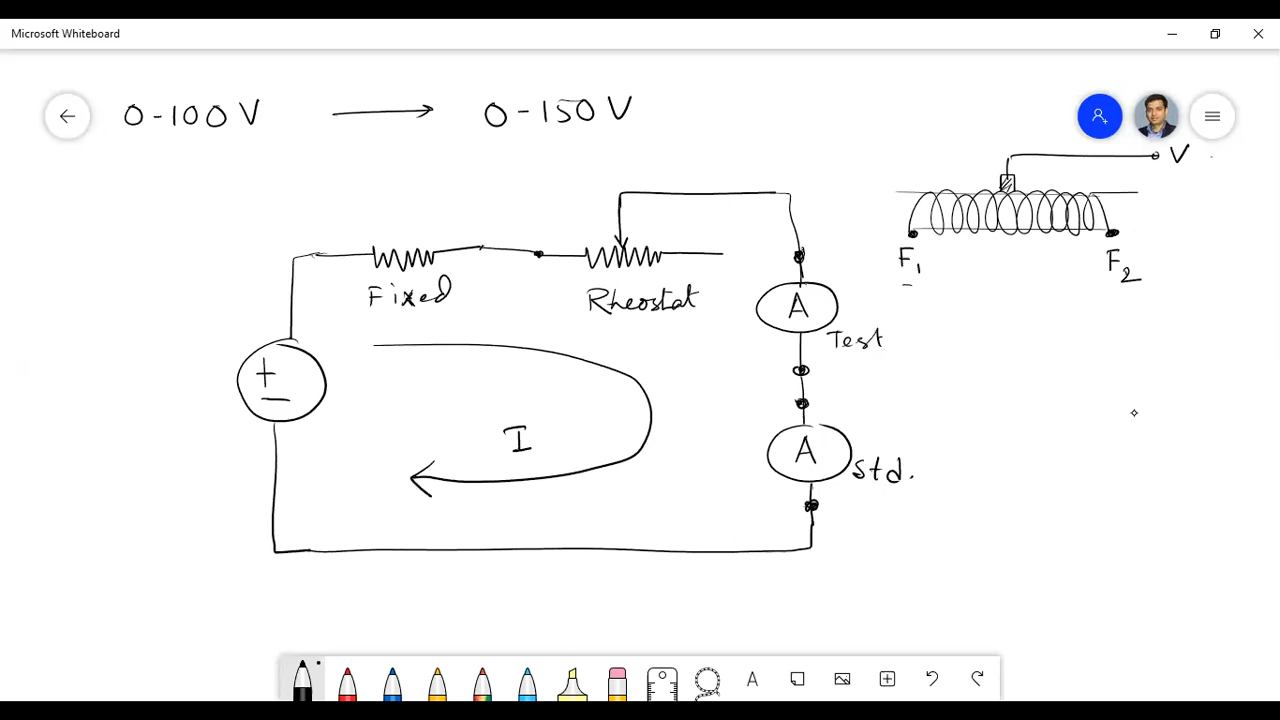 Microsoft Whiteboard
0-100 V → 0-150 V
V
Fixed
Rheostat
A
Test
F1
F2
+
−
I
A
Std.
A